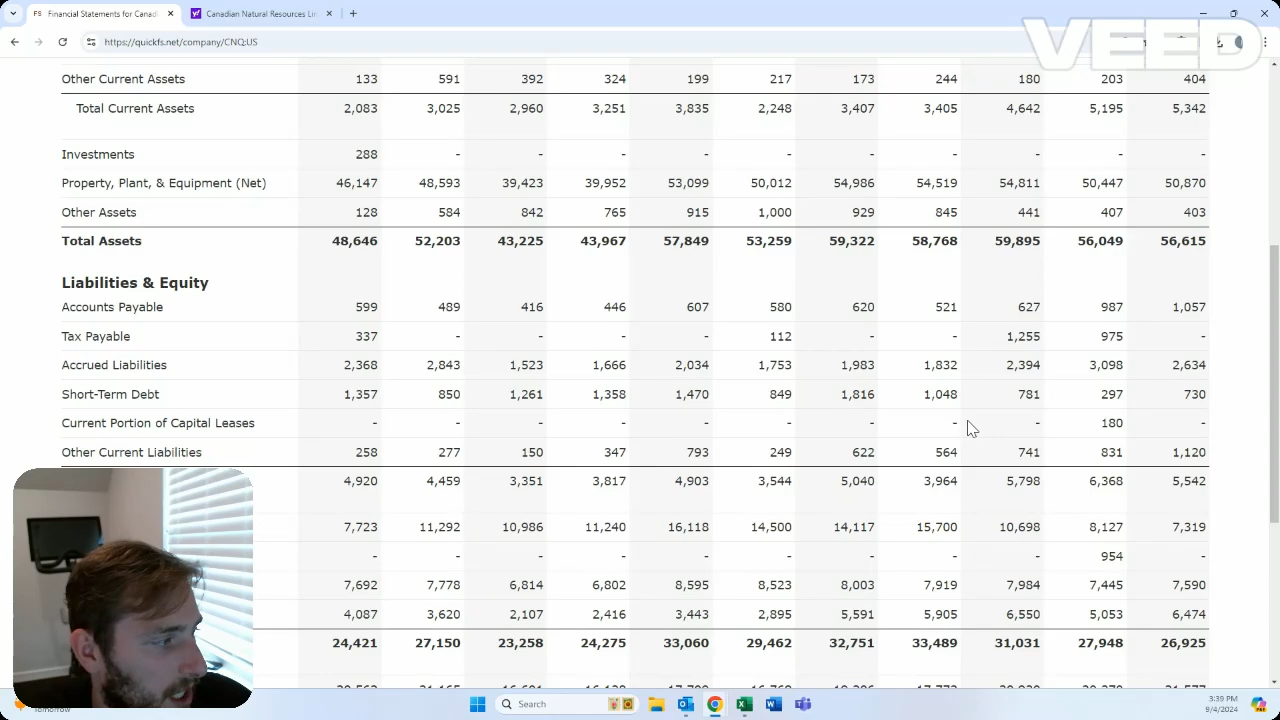 FS Financial Statements for Canad
Canadian Natural Resources Lim
https://quickfs.net/company/CNQ:US
VEED
Other Current Assets 133 591 392 324 199 217 173 244 180 203 404
Total Current Assets 2,083 3,025 2,960 3,251 3,835 2,248 3,407 3,405 4,642 5,195 5,342
Investments 288 - - - - - - - - - -
Property, Plant, & Equipment (Net) 46,147 48,593 39,423 39,952 53,099 50,012 54,986 54,519 54,811 50,447 50,870
Other Assets 128 584 842 765 915 1,000 929 845 441 407 403
Total Assets 48,646 52,203 43,225 43,967 57,849 53,259 59,322 58,768 59,895 56,049 56,615
Liabilities & Equity
Accounts Payable 599 489 416 446 607 580 620 521 627 987 1,057
Tax Payable 337 - - - - 112 - - 1,255 975 -
Accrued Liabilities 2,368 2,843 1,523 1,666 2,034 1,753 1,983 1,832 2,394 3,098 2,634
Short-Term Debt 1,357 850 1,261 1,358 1,470 849 1,816 1,048 781 297 730
Current Portion of Capital Leases - - - - - - - - - 180 -
Other Current Liabilities 258 277 150 347 793 249 622 564 741 831 1,120
4,920 4,459 3,351 3,817 4,903 3,544 5,040 3,964 5,798 6,368 5,542
7,723 11,292 10,986 11,240 16,118 14,500 14,117 15,700 10,698 8,127 7,319
- - - - - - - - - 954 -
7,692 7,778 6,814 6,802 8,595 8,523 8,003 7,919 7,984 7,445 7,590
4,087 3,620 2,107 2,416 3,443 2,895 5,591 5,905 6,550 5,053 6,474
24,421 27,150 23,258 24,275 33,060 29,462 32,751 33,489 31,031 27,948 26,925
Tomorrow
Search
3:39 PM
9/4/2024